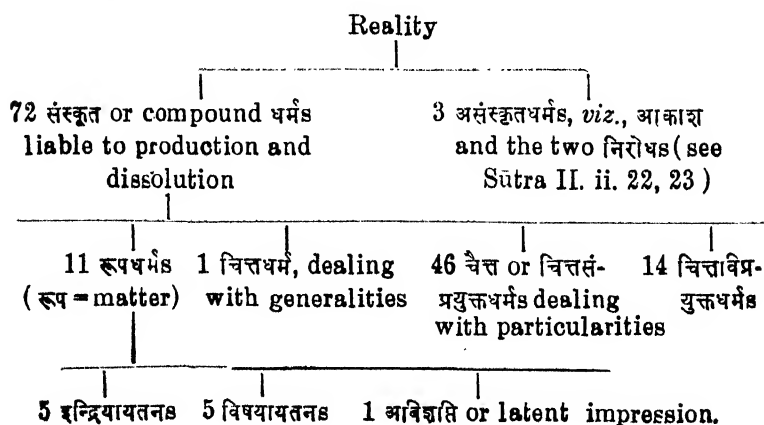 Reality
72 संस्कृत or compound धर्मs 3 असंस्कृतधर्मs, viz., आकाश
liable to production and and the two निरोधs ( see
dissolution Sūtra II. ii. 22, 23 )
11 रूपधर्मs 1 चित्तधर्म, dealing 46 चैत्त or चित्तसं- 14 चित्तविप्र-
( रूप = matter) with generalities प्रयुक्तधर्मs dealing युक्तधर्मs
with particularities
5 इन्द्रियायतनs 5 विषयायतनs 1 अविज्ञप्ति or latent impression.